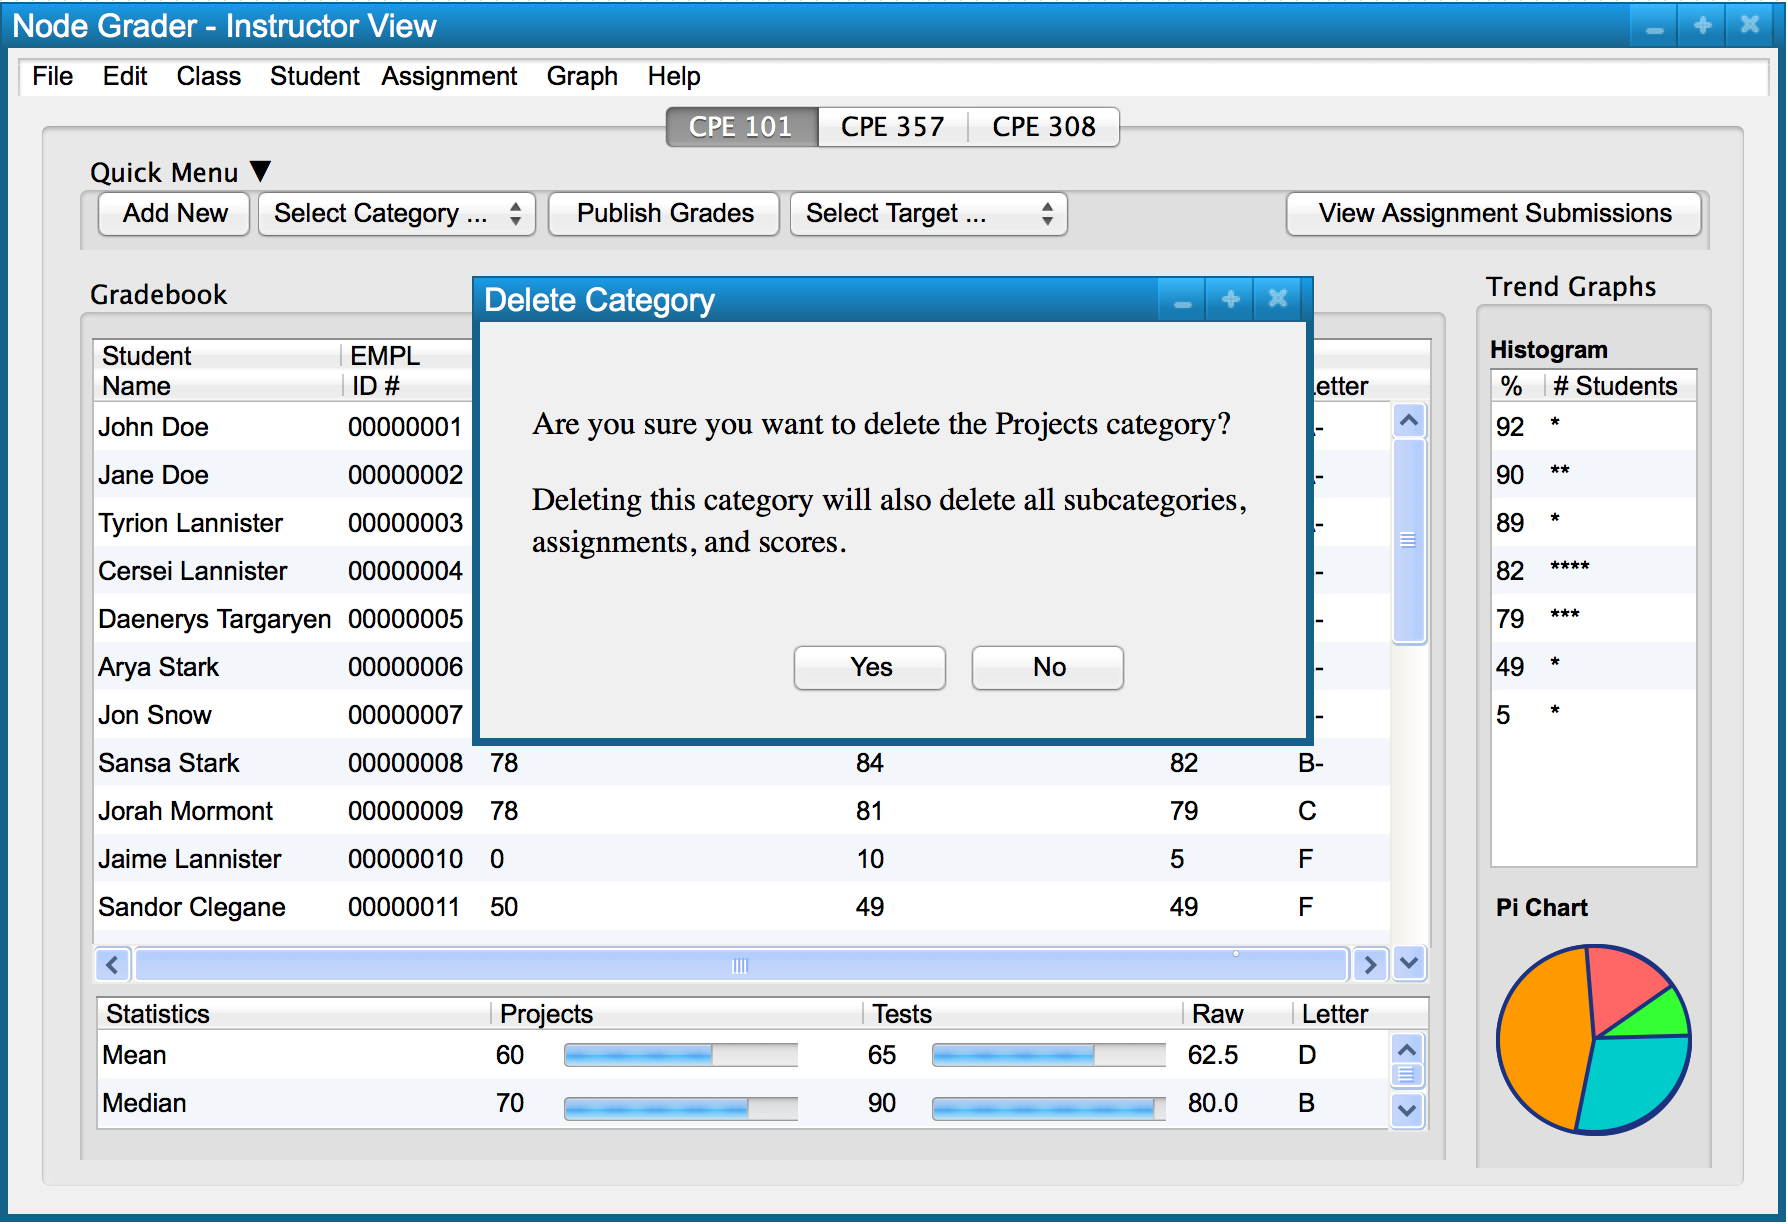 Node Grader - Instructor View
File Edit Class Student Assignment Graph Help
CPE 101 CPE 357 CPE 308
Quick Menu ▼
Add New Select Category ... Publish Grades Select Target ... View Assignment Submissions
Gradebook
Student EMPL
Name ID #
John Doe 00000001
Jane Doe 00000002
Tyrion Lannister 00000003
Cersei Lannister 00000004
Daenerys Targaryen 00000005
Arya Stark 00000006
Jon Snow 00000007
Sansa Stark 00000008 78 84 82 B-
Jorah Mormont 00000009 78 81 79 C
Jaime Lannister 00000010 0 10 5 F
Sandor Clegane 00000011 50 49 49 F
Delete Category
Are you sure you want to delete the Projects category?
Deleting this category will also delete all subcategories,
assignments, and scores.
Yes No
Statistics Projects Tests Raw Letter
Mean 60 65 62.5 D
Median 70 90 80.0 B
Trend Graphs
Histogram
% # Students
92 *
90 **
89 *
82 ****
79 ***
49 *
5 *
Pi Chart